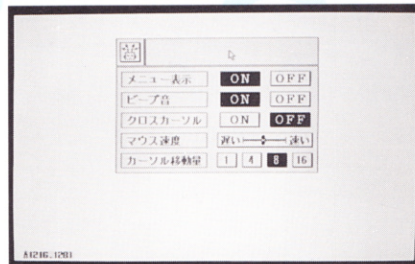 メニュー表示 ON OFF
ビープ音 ON OFF
クロスカーソル ON OFF
マウス速度 遅い 速い
カーソル移動量 1 4 8 16